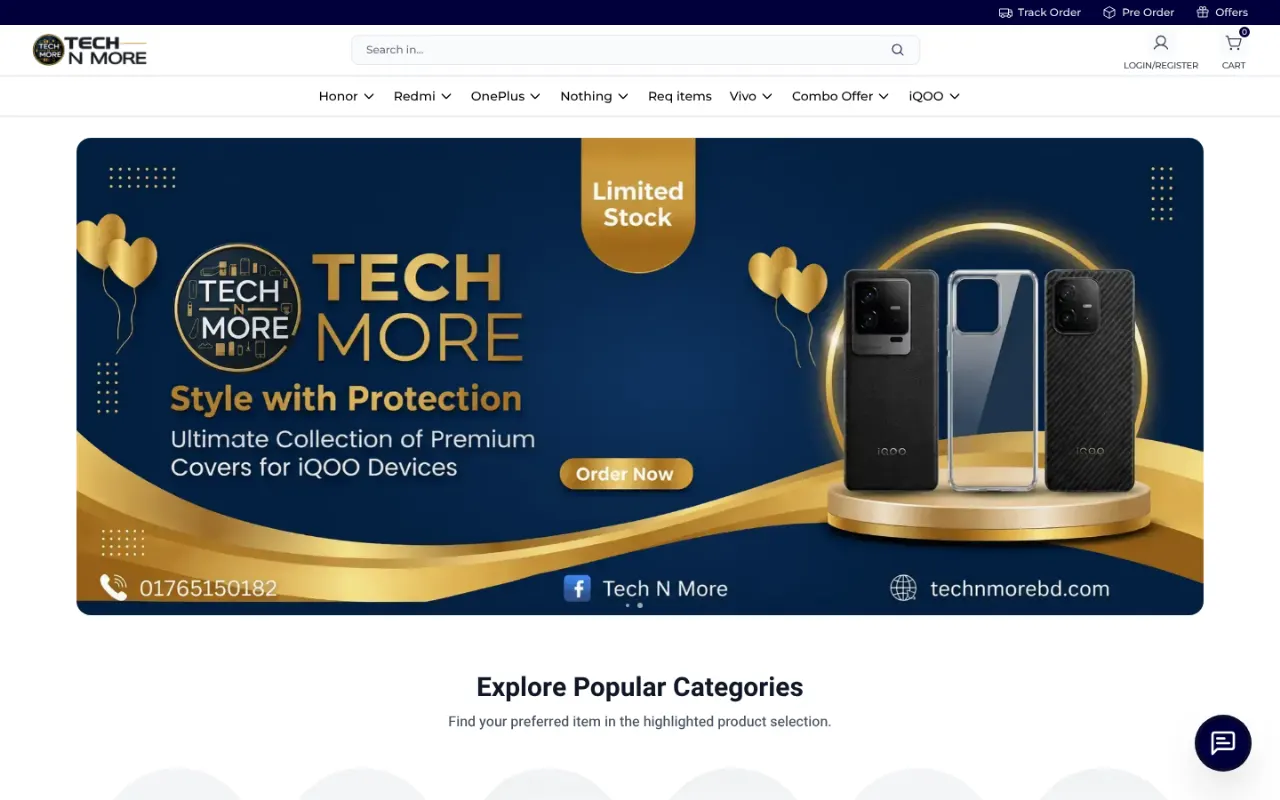 Track Order
Pre Order
Offers
TECH
N MORE
TECH
MORE
Search in...
0
LOGIN/REGISTER
CART
Honor
Redmi
OnePlus
Nothing
Req items
Vivo
Combo Offer
iQOO
Limited
Stock
TECH
N
MORE
TECH
MORE
Style with Protection
Ultimate Collection of Premium
Covers for iQOO Devices
Order Now
iQOO
iQOO
01765150182
Tech N More
technmorebd.com
Explore Popular Categories
Find your preferred item in the highlighted product selection.